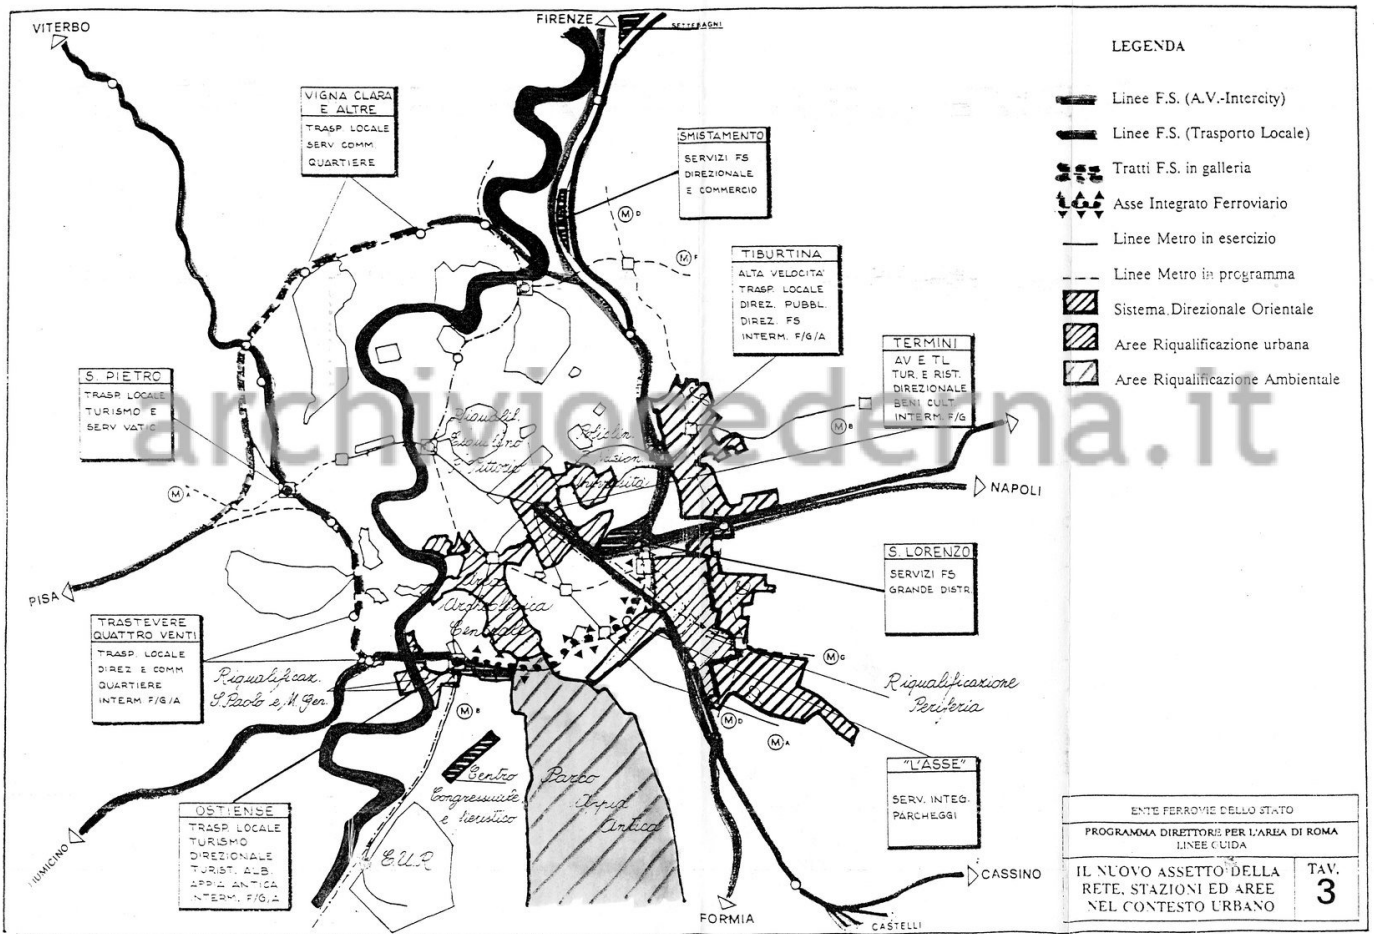 VITERBO
FIRENZE
SETTEBAGNI
VIGNA CLARA
E ALTRE
TRASP. LOCALE
SERV COMM.
QUARTIERE
SMISTAMENTO
SERVIZI FS
DIREZIONALE
E COMMERCIO
M D
M F
TIBURTINA
ALTA VELOCITA'
TRASP. LOCALE
DIREZ. PUBBL.
DIREZ. FS
INTERM. F/G/A
TERMINI
AV E TL
TUR. E RIST.
DIREZIONALE
BENI CULT.
INTERM. F/G
S. PIETRO
TRASP. LOCALE
TURISMO E
SERV VATIC.
archiviocederna.it
M B
M A
NAPOLI
PISA
S. LORENZO
SERVIZI FS
GRANDE DISTR.
Archeologica
Centrale
TRASTEVERE
QUATTRO VENTI
TRASP. LOCALE
DIREZ E COMM
QUARTIERE
INTERM F/G/A
Riqualificaz.
S. Paolo e M. Gen.
M G
Riqualificazione
Periferia
M B
M D
M A
"L'ASSE"
SERV. INTEG.
PARCHEGGI
Centro
Congressuale
e Fieristico
Parco
Appia
Antica
E.U.R
OSTIENSE
TRASP. LOCALE
TURISMO
DIREZIONALE
TURIST. ALB.
APPIA ANTICA
INTERM. F/G/A
FIUMICINO
FORMIA
CASSINO
CASTELLI
LEGENDA
Linee F.S. (A.V.-Intercity)
Linee F.S. (Trasporto Locale)
Tratti F.S. in galleria
Asse Integrato Ferroviario
Linee Metro in esercizio
Linee Metro in programma
Sistema Direzionale Orientale
Aree Riqualificazione urbana
Aree Riqualificazione Ambientale
ENTE FERROVIE DELLO STATO
PROGRAMMA DIRETTORE PER L'AREA DI ROMA
LINEE GUIDA
IL NUOVO ASSETTO DELLA
RETE, STAZIONI ED AREE
NEL CONTESTO URBANO
TAV.
3